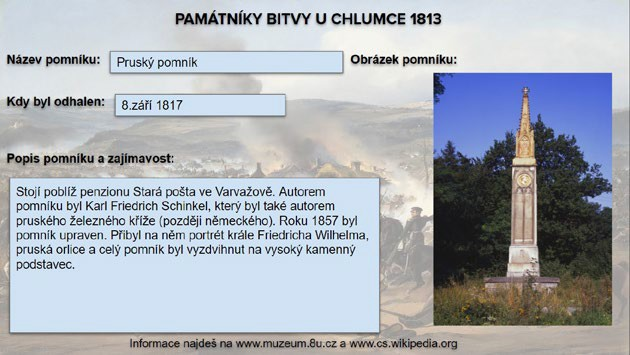 PAMÁTNÍKY BITVY U CHLUMCE 1813
Název pomníku:
Pruský pomník
Obrázek pomníku:
Kdy byl odhalen:
8.září 1817
Popis pomníku a zajímavost:
Stojí poblíž penzionu Stará pošta ve Varvažově. Autorem
pomníku byl Karl Friedrich Schinkel, který byl také autorem
pruského železného kříže (později německého). Roku 1857 byl
pomník upraven. Přibyl na něm portrét krále Friedricha Wilhelma,
pruská orlice a celý pomník byl vyzdvihnut na vysoký kamenný
podstavec.
Informace najdeš na www.muzeum.8u.cz a www.cs.wikipedia.org